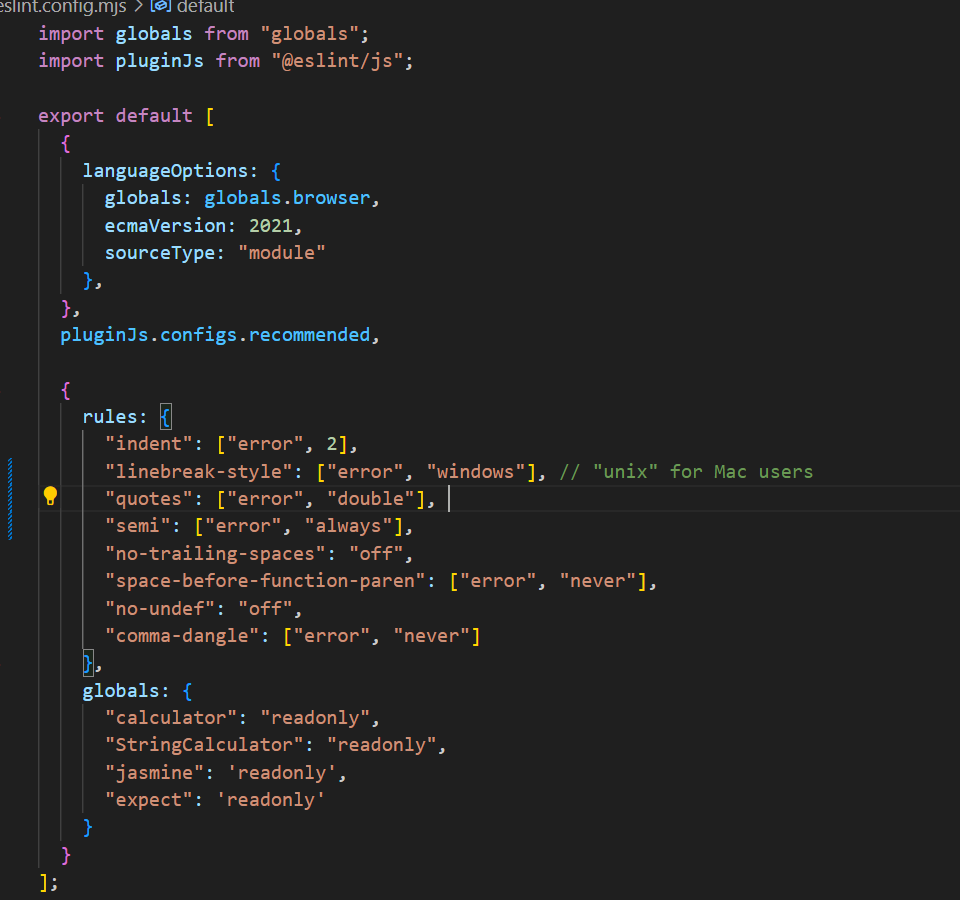 eslint.config.mjs > default
import globals from "globals";
import pluginJs from "@eslint/js";
export default [
{
languageOptions: {
globals: globals.browser,
ecmaVersion: 2021,
sourceType: "module"
},
},
pluginJs.configs.recommended,
{
rules: {
"indent": ["error", 2],
"linebreak-style": ["error", "windows"], // "unix" for Mac users
"quotes": ["error", "double"],
"semi": ["error", "always"],
"no-trailing-spaces": "off",
"space-before-function-paren": ["error", "never"],
"no-undef": "off",
"comma-dangle": ["error", "never"]
},
globals: {
"calculator": "readonly",
"StringCalculator": "readonly",
"jasmine": 'readonly',
"expect": 'readonly'
}
}
];